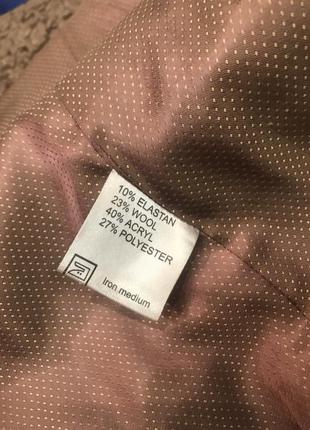 10% ELASTAN
23% WOOL
40% ACRYL
27% POLYESTER
Iron medium